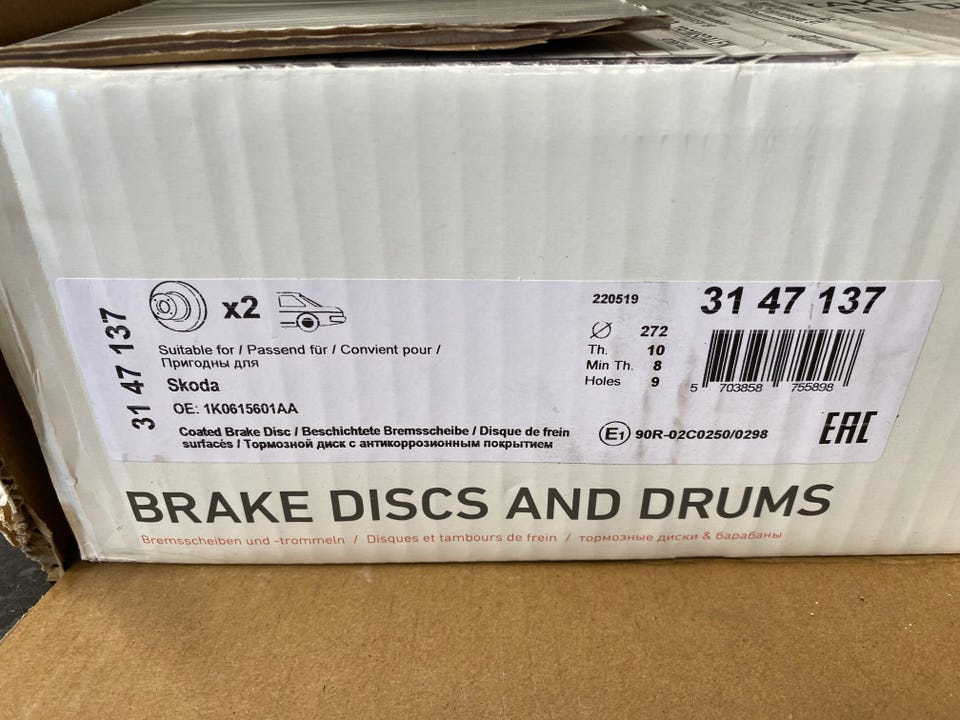 31 47 137
x2
Suitable for / Passend für / Convient pour /
Пригодны для
Skoda
OE: 1K0615601AA
Coated Brake Disc / Beschichtete Bremsscheibe / Disque de frein
surfacés / Тормозной диск с антикоррозионным покрытием
220519
31 47 137
⌀ 272
Th. 10
Min Th. 8
Holes 9
5 703858 755898
E1 90R-02C0250/0298
EAC
BRAKE DISCS AND DRUMS
Bremsscheiben und -trommeln / Disques et tambours de frein / тормозные диски & барабаны